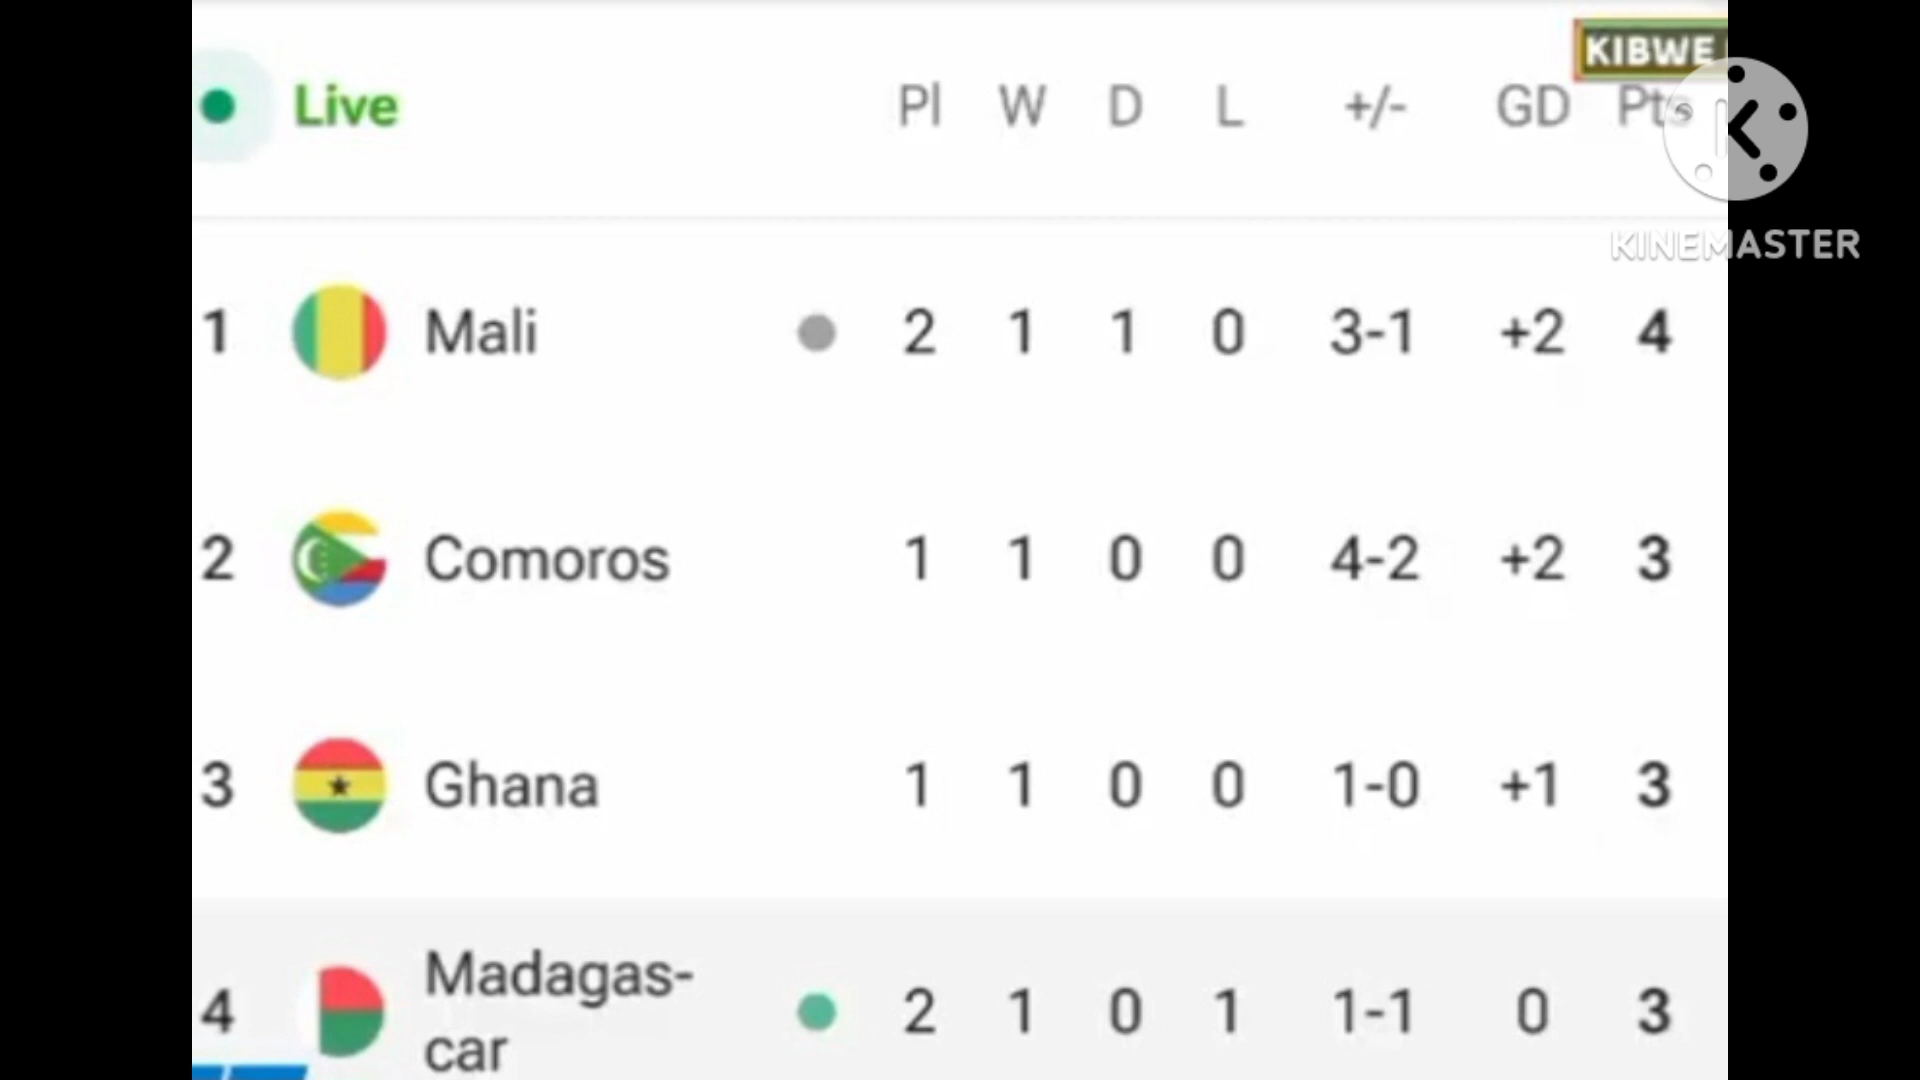 KIBWE
Live Pl W D L +/- GD Pts
KINEMASTER
1 Mali 2 1 1 0 3-1 +2 4
2 Comoros 1 1 0 0 4-2 +2 3
3 Ghana 1 1 0 0 1-0 +1 3
4 Madagas-
car 2 1 0 1 1-1 0 3